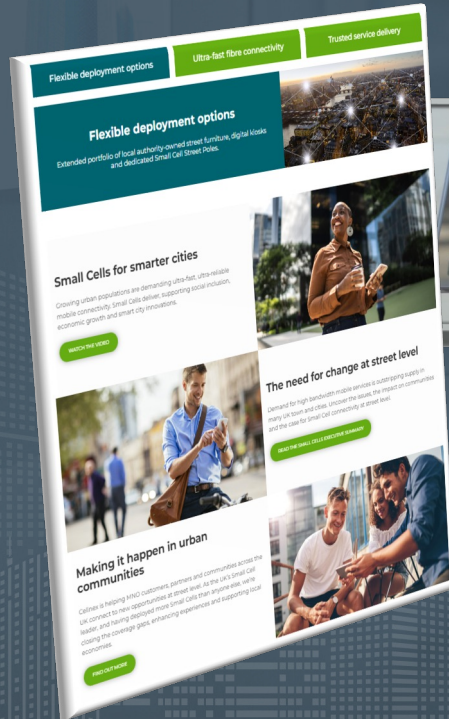 Flexible deployment options
Ultra-fast fibre connectivity
Trusted service delivery
Flexible deployment options
Extended portfolio of local authority-owned street furniture, digital kiosks
and dedicated Small Cell Street Poles.
Small Cells for smarter cities
Growing urban populations are demanding ultra-fast, ultra-reliable
mobile connectivity. Small Cells deliver, supporting social inclusion,
economic growth and smart city innovations.
WATCH THE VIDEO
The need for change at street level
Demand for high bandwidth mobile services is outstripping supply in
many UK town and cities. Uncover the issues, the impact on communities
and the case for Small Cell connectivity at street level.
READ THE SMALL CELLS EXECUTIVE SUMMARY
Making it happen in urban
communities
Cellnex is helping MNO customers, partners and communities across the
UK connect to new opportunities at street level. As the UK's Small Cell
leader, and having deployed more Small Cells than anyone else, we're
closing the coverage gaps, enhancing experiences and supporting local
economies.
FIND OUT MORE